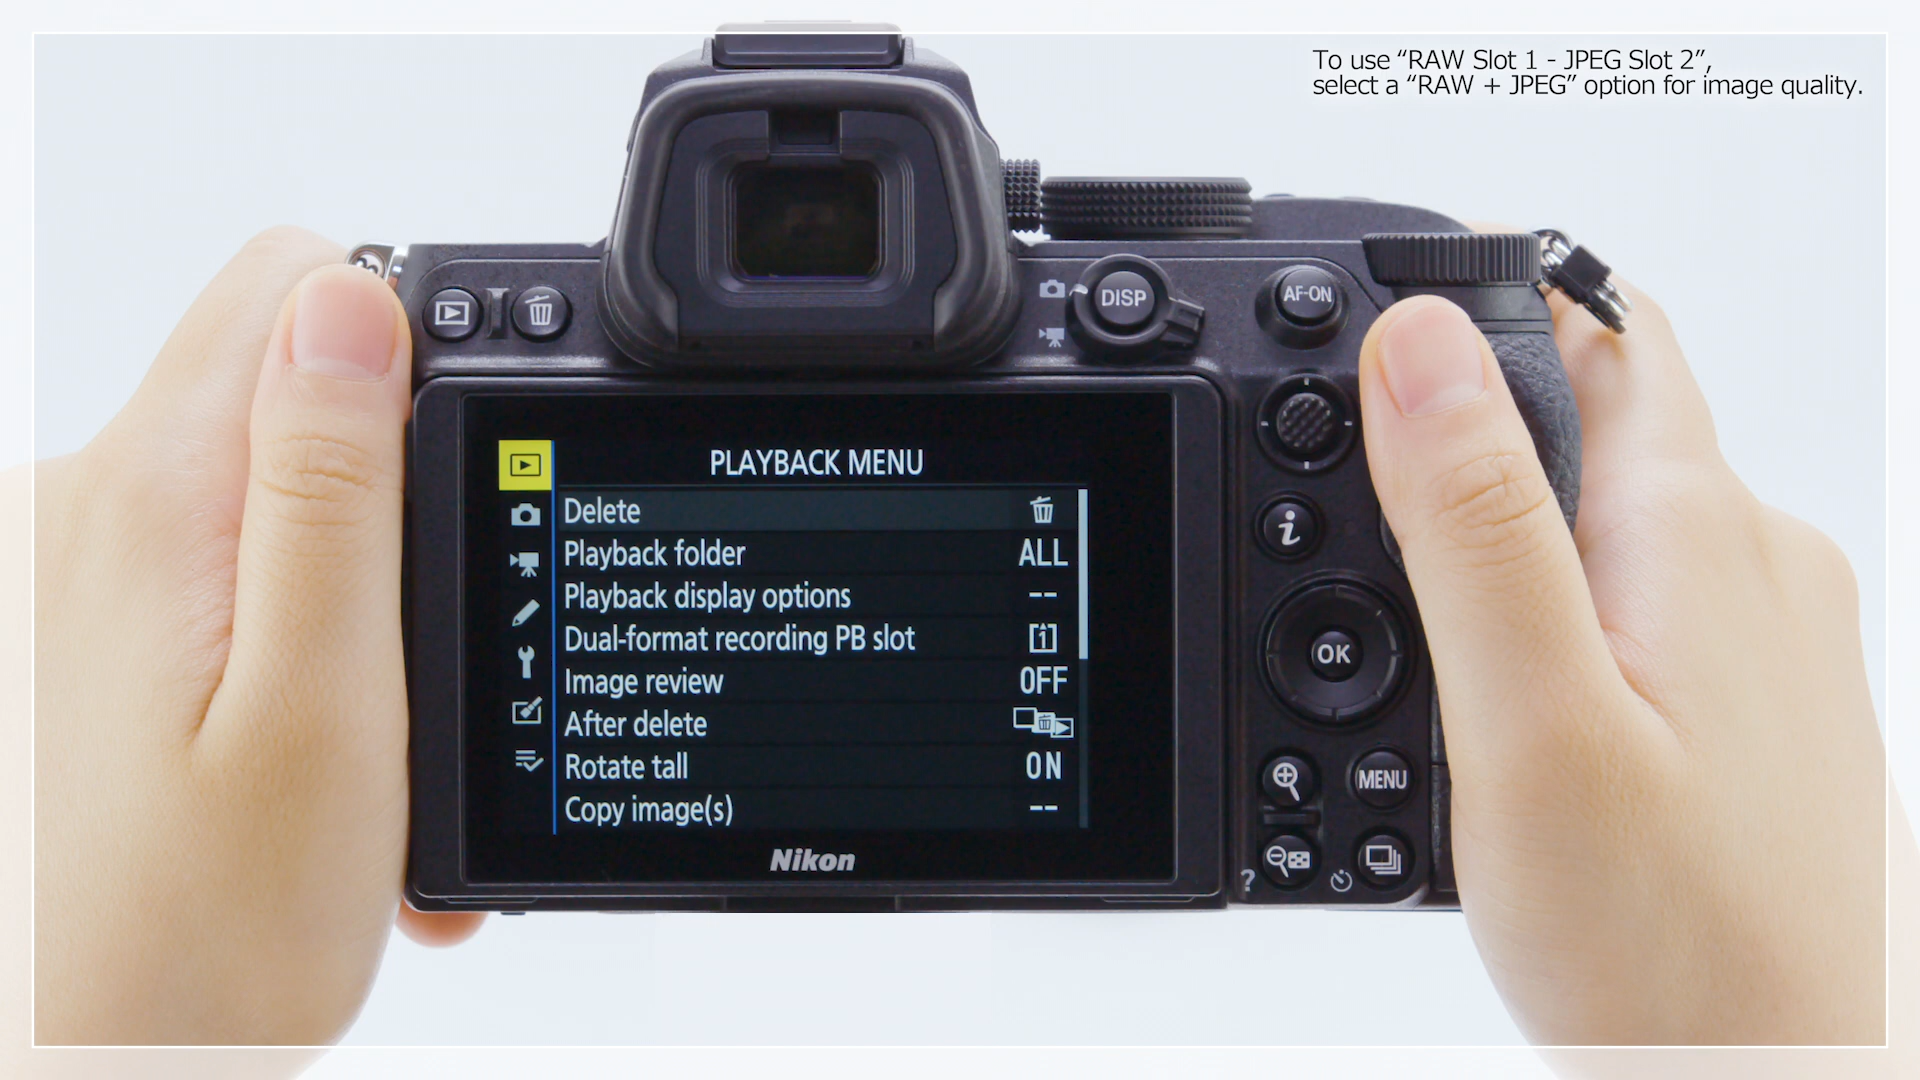 To use “RAW Slot 1 - JPEG Slot 2”,
select a “RAW + JPEG” option for image quality.
DISP
AF-ON
PLAYBACK MENU
Delete
Playback folder ALL
Playback display options --
Dual-format recording PB slot 1
Image review OFF
After delete
Rotate tall ON
Copy image(s) --
i
OK
MENU
?
Nikon